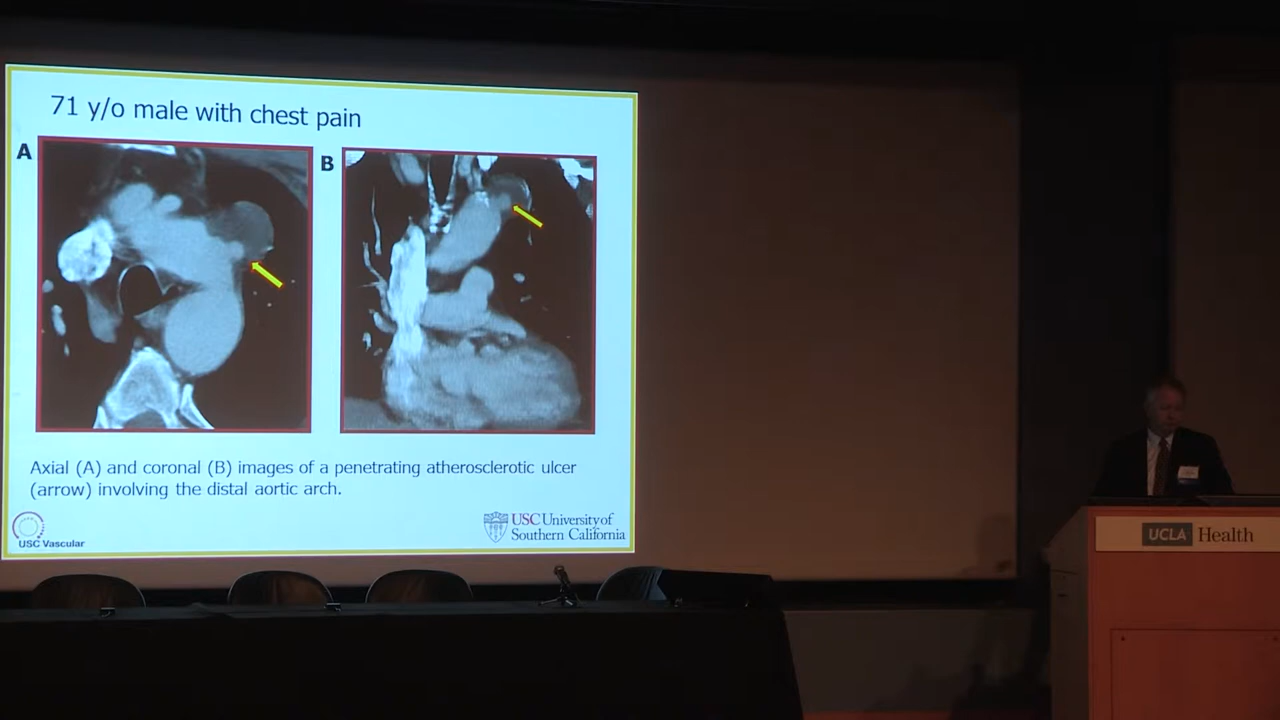 71 y/o male with chest pain
A
B
Axial (A) and coronal (B) images of a penetrating atherosclerotic ulcer
(arrow) involving the distal aortic arch.
USC Vascular
USC University of
Southern California
UCLA Health